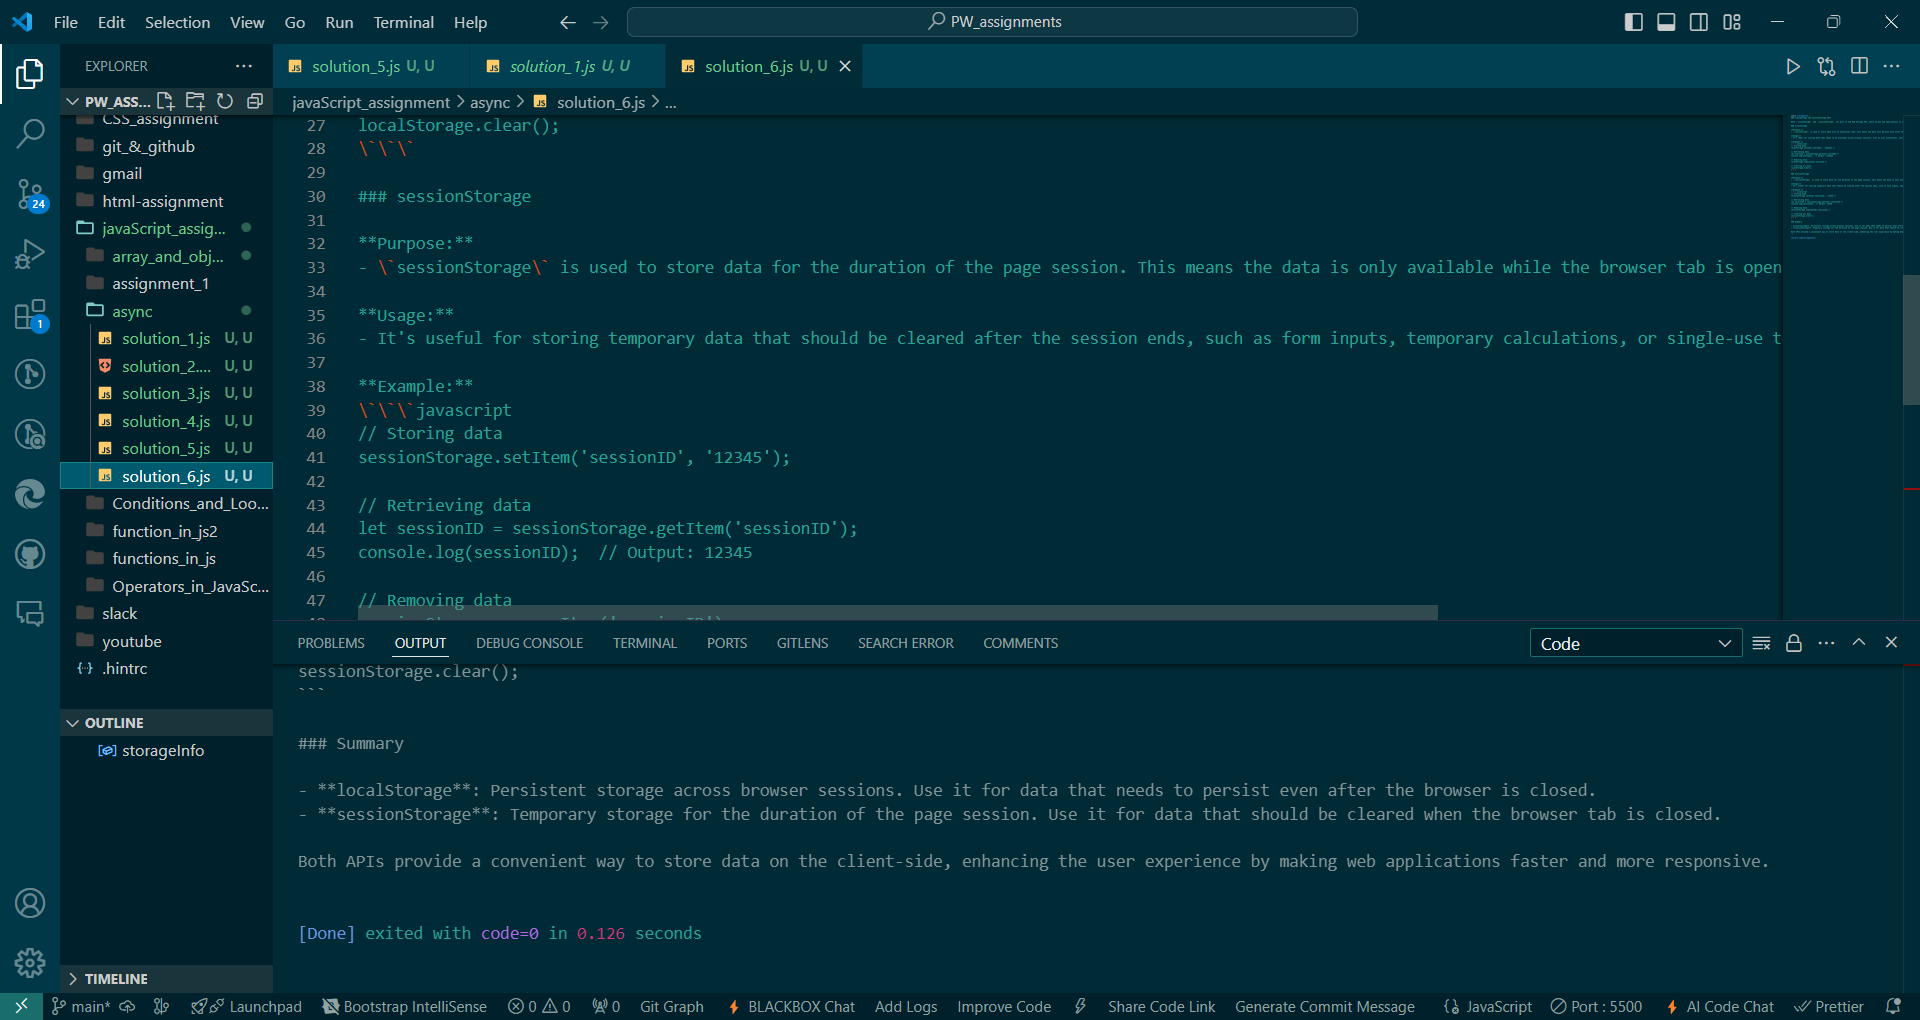 File Edit Selection View Go Run Terminal Help
PW_assignments
EXPLORER
solution_5.js U, U
solution_1.js U, U
solution_6.js U, U
PW_ASS...
javaScript_assignment > async > solution_6.js > ...
CSS_assignment
git_&_github
gmail
html-assignment
javaScript_assig...
array_and_obj...
assignment_1
async
solution_1.js U, U
solution_2.... U, U
solution_3.js U, U
solution_4.js U, U
solution_5.js U, U
solution_6.js U, U
Conditions_and_Loo...
function_in_js2
functions_in_js
Operators_in_JavaSc...
slack
youtube
.hintrc
OUTLINE
storageInfo
TIMELINE
24
1
27 localStorage.clear();
28 \`\`\`
29
30 ### sessionStorage
31
32 **Purpose:**
33 - \`sessionStorage\` is used to store data for the duration of the page session. This means the data is only available while the browser tab is open
34
35 **Usage:**
36 - It's useful for storing temporary data that should be cleared after the session ends, such as form inputs, temporary calculations, or single-use t
37
38 **Example:**
39 \`\`\`javascript
40 // Storing data
41 sessionStorage.setItem('sessionID', '12345');
42
43 // Retrieving data
44 let sessionID = sessionStorage.getItem('sessionID');
45 console.log(sessionID);  // Output: 12345
46
47 // Removing data
PROBLEMS OUTPUT DEBUG CONSOLE TERMINAL PORTS GITLENS SEARCH ERROR COMMENTS
Code
sessionStorage.clear();
```
### Summary
- **localStorage**: Persistent storage across browser sessions. Use it for data that needs to persist even after the browser is closed.
- **sessionStorage**: Temporary storage for the duration of the page session. Use it for data that should be cleared when the browser tab is closed.
Both APIs provide a convenient way to store data on the client-side, enhancing the user experience by making web applications faster and more responsive.
[Done] exited with code=0 in 0.126 seconds
main* Launchpad Bootstrap IntelliSense 0 0 0 Git Graph BLACKBOX Chat Add Logs Improve Code Share Code Link Generate Commit Message JavaScript Port : 5500 AI Code Chat Prettier